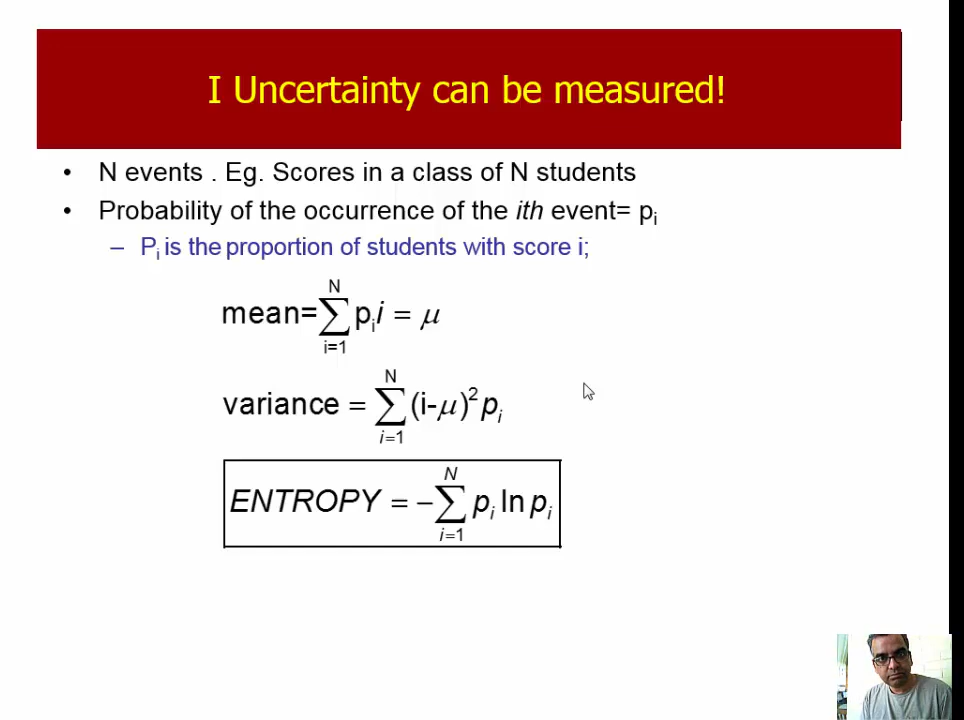 I Uncertainty can be measured!
• N events . Eg. Scores in a class of N students
• Probability of the occurrence of the ith event= pᵢ
– Pᵢ is the proportion of students with score i;
mean=∑_{i=1}^{N} pᵢ i = μ
variance = ∑_{i=1}^{N} (i-μ)² pᵢ
ENTROPY = −∑_{i=1}^{N} pᵢ ln pᵢ